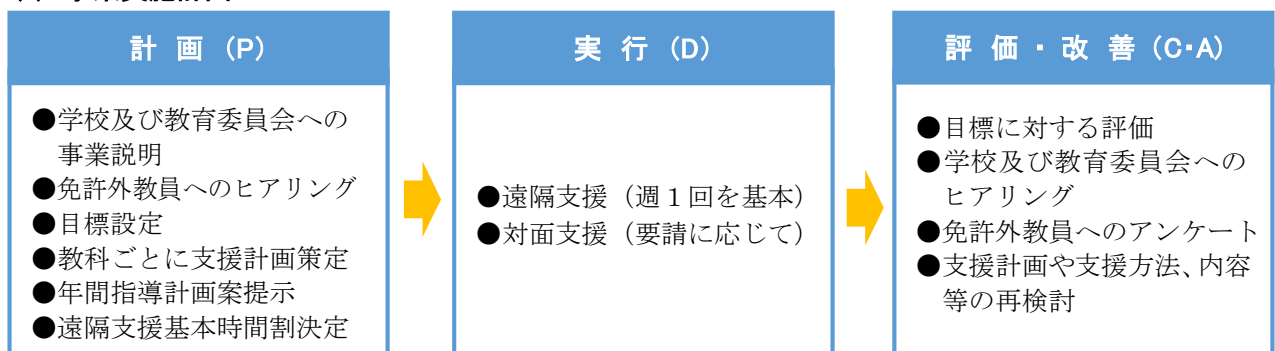 計 画 (P)
●学校及び教育委員会への
事業説明
●免許外教員へのヒアリング
●目標設定
●教科ごとに支援計画策定
●年間指導計画案提示
●遠隔支援基本時間割決定
実 行 (D)
●遠隔支援（週１回を基本）
●対面支援（要請に応じて）
評 価 ・ 改 善 (C・A)
●目標に対する評価
●学校及び教育委員会への
ヒアリング
●免許外教員へのアンケート
●支援計画や支援方法、内容
等の再検討